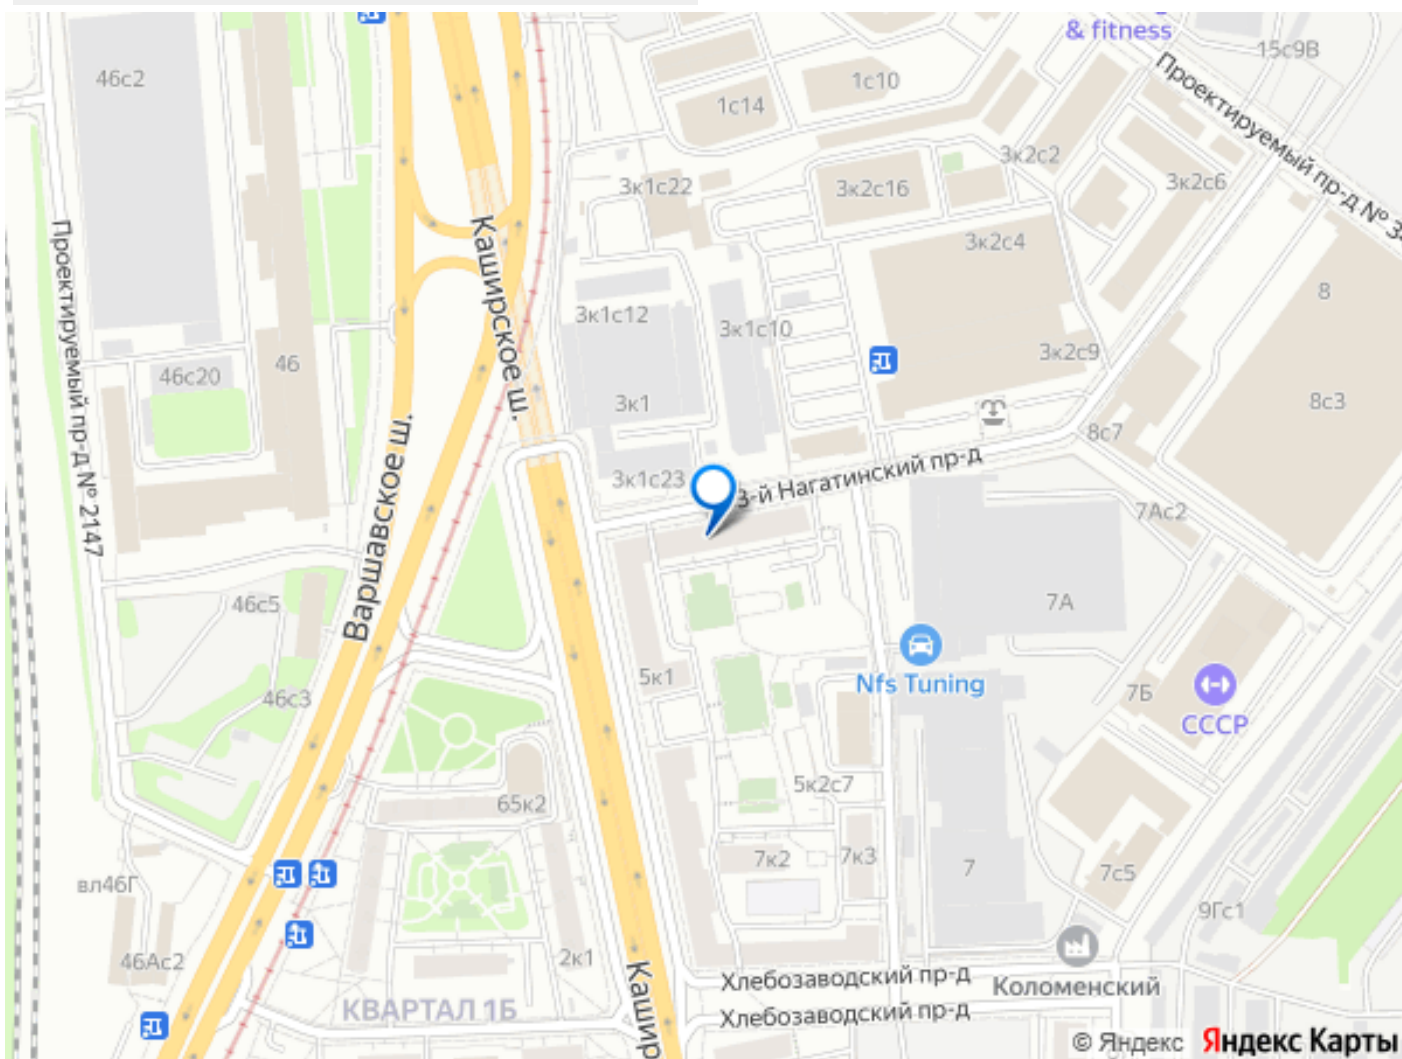 & fitness
46с2
15с9В
1с10
1с14
Проектируемый пр-д № 34
3к2с2
3к2с6
3к1с22
3к2с16
Каширское ш.
Проектируемый пр-д № 2147
3к2с4
8
3к1с12
3к1с10
3к2с9
46
46с20
3к1
8с3
Варшавское ш.
8с7
3-й Нагатинский пр-д
3к1с23
7Ас2
46с5
7А
5к1
Nfs Tuning
46с3
7Б
СССР
5к2с7
65к2
7к2
7к3
7
7с5
вл46Г
9Гс1
46Ас2
2к1
Кашир
Хлебозаводский пр-д
Коломенский
КВАРТАЛ 1Б
Хлебозаводский пр-д
© Яндекс Яндекс Карты